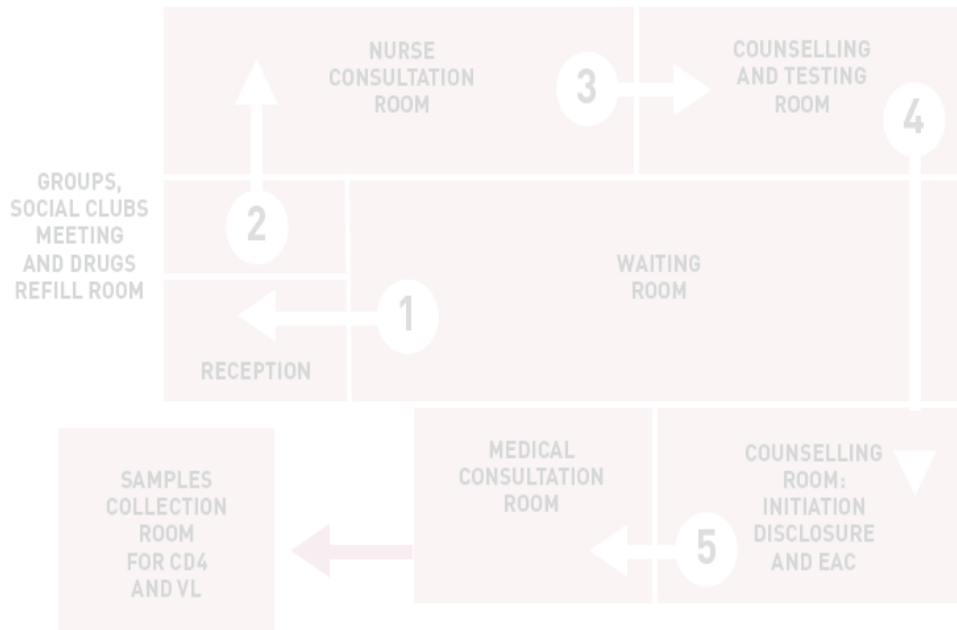 NURSE
CONSULTATION
ROOM
3
COUNSELLING
AND TESTING
ROOM
4
GROUPS,
SOCIAL CLUBS
MEETING
AND DRUGS
REFILL ROOM
2
WAITING
ROOM
1
RECEPTION
SAMPLES
COLLECTION
ROOM
FOR CD4
AND VL
MEDICAL
CONSULTATION
ROOM
5
COUNSELLING
ROOM:
INITIATION
DISCLOSURE
AND EAC